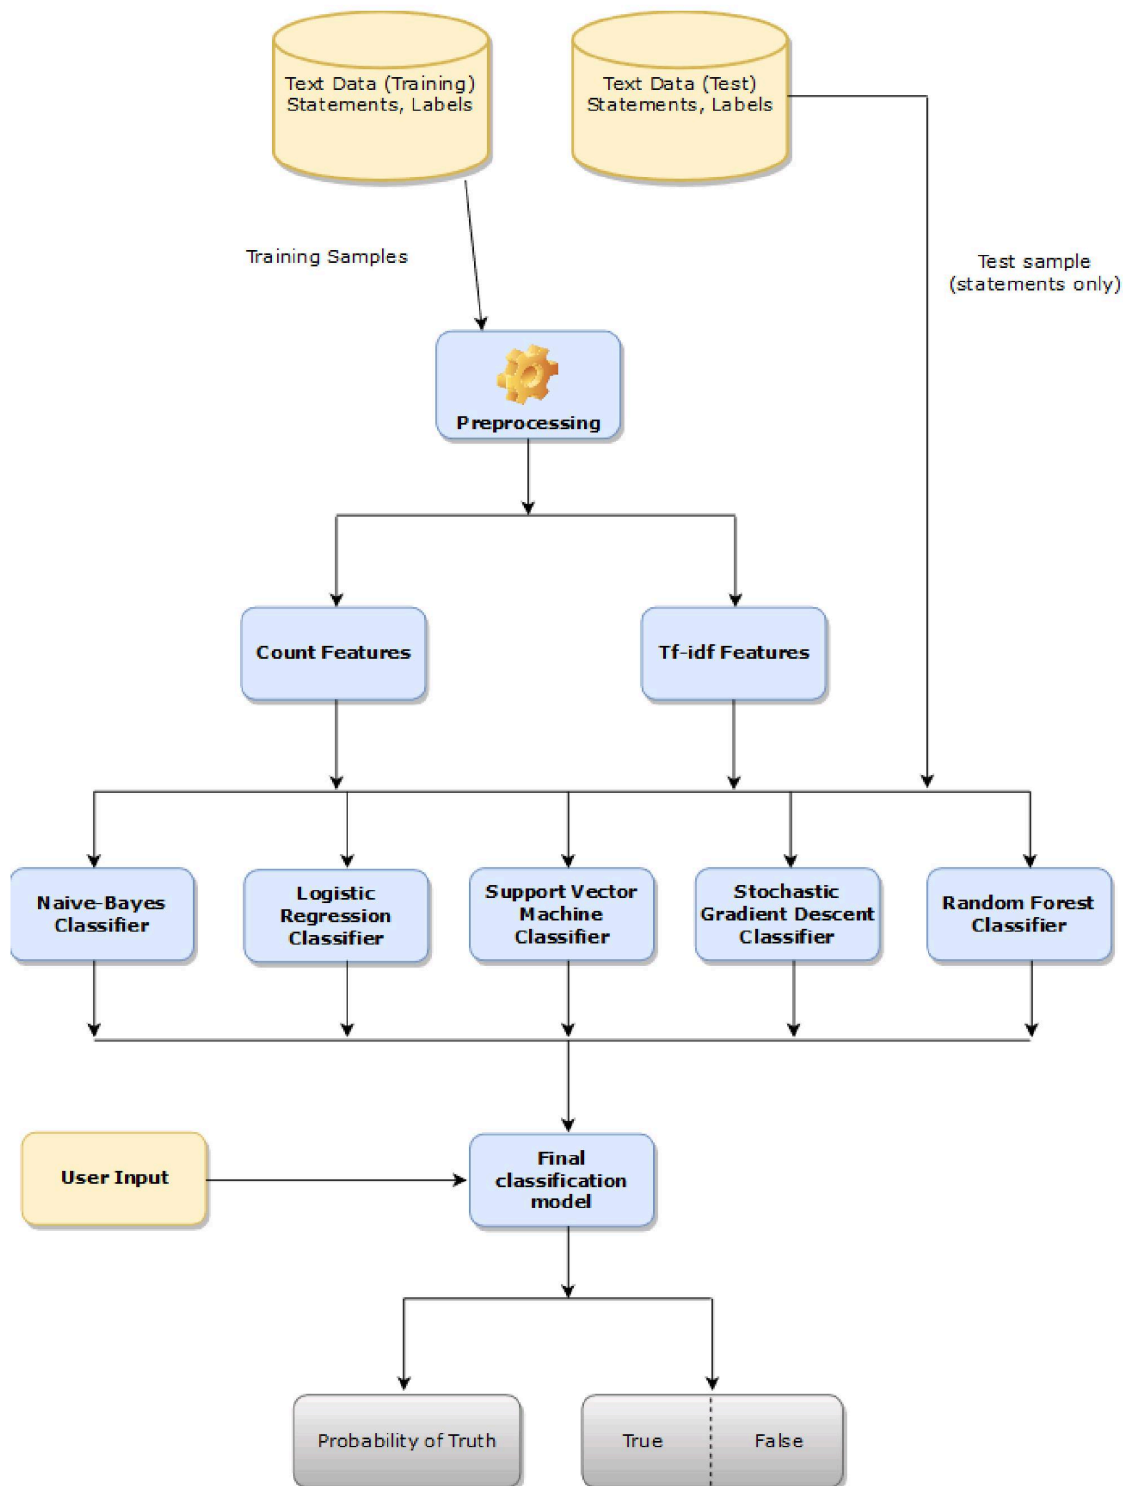 Text Data (Training)
Statements, Labels
Text Data (Test)
Statements, Labels
Training Samples
Test sample
(statements only)
Preprocessing
Count Features
Tf-idf Features
Naive-Bayes
Classifier
Logistic
Regression
Classifier
Support Vector
Machine
Classifier
Stochastic
Gradient Descent
Classifier
Random Forest
Classifier
User Input
Final
classification
model
Probability of Truth
True
False